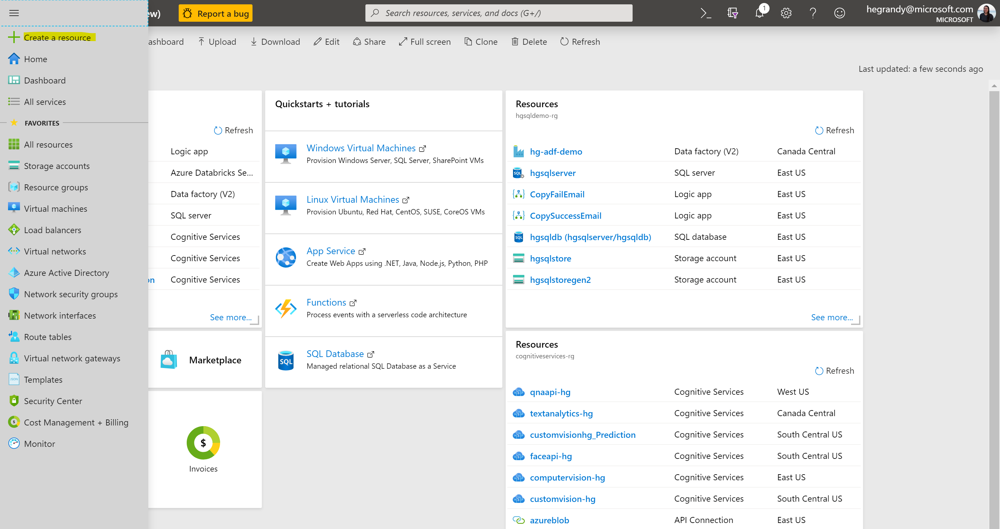 ew)
Report a bug
Search resources, services, and docs (G+/)
1
hegrandy@microsoft.com
MICROSOFT
Create a resource
Home
Dashboard
All services
FAVORITES
All resources
Storage accounts
Resource groups
Virtual machines
Load balancers
Virtual networks
Azure Active Directory
Network security groups
Network interfaces
Route tables
Virtual network gateways
Templates
Security Center
Cost Management + Billing
Monitor
ashboard
Upload
Download
Edit
Share
Full screen
Clone
Delete
Refresh
Last updated: a few seconds ago
Refresh
Logic app
Azure Databricks Se...
Data factory (V2)
SQL server
Cognitive Services
Cognitive Services
on Cognitive Services
See more...
Marketplace
$
Invoices
Quickstarts + tutorials
Windows Virtual Machines
Provision Windows Server, SQL Server, SharePoint VMs
Linux Virtual Machines
Provision Ubuntu, Red Hat, CentOS, SUSE, CoreOS VMs
App Service
Create Web Apps using .NET, Java, Node.js, Python, PHP
Functions
Process events with a serverless code architecture
SQL
SQL Database
Managed relational SQL Database as a Service
Resources
hgsqldemo-rg
Refresh
hg-adf-demo Data factory (V2) Canada Central
hgsqlserver SQL server East US
CopyFailEmail Logic app East US
CopySuccessEmail Logic app East US
hgsqldb (hgsqlserver/hgsqldb) SQL database East US
hgsqlstore Storage account East US
hgsqlstoregen2 Storage account East US
See more...
Resources
cognitiveservices-rg
Refresh
qnaapi-hg Cognitive Services West US
textanalytics-hg Cognitive Services Canada Central
customvisionhg_Prediction Cognitive Services South Central US
faceapi-hg Cognitive Services South Central US
computervision-hg Cognitive Services East US
customvision-hg Cognitive Services South Central US
azureblob API Connection East US